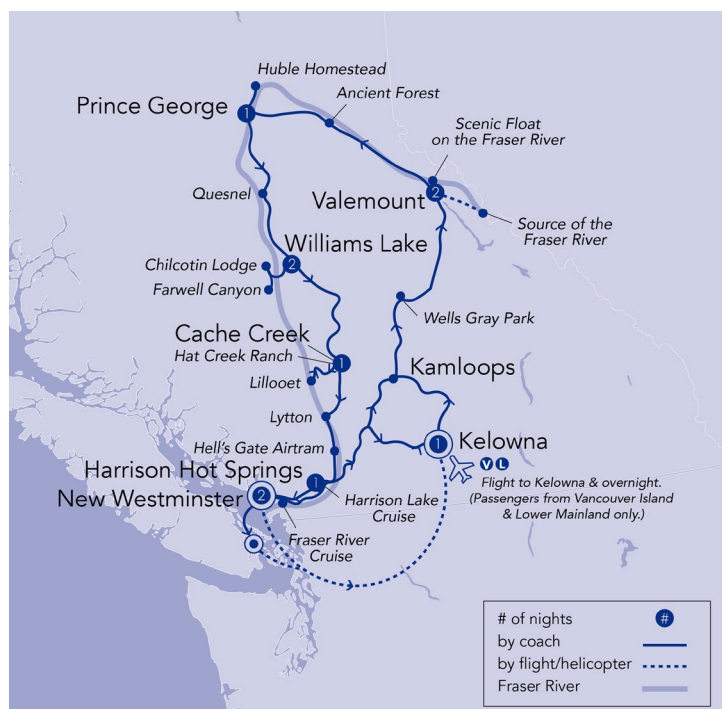 Huble Homestead
Prince George
1
Ancient Forest
Scenic Float
on the Fraser River
Valemount
2
Quesnel
Source of the
Fraser River
Williams Lake
2
Chilcotin Lodge
Farwell Canyon
Wells Gray Park
Cache Creek
Hat Creek Ranch
1
Lillooet
Kamloops
Lytton
Kelowna
1
Hell's Gate Airtram
V L
Harrison Hot Springs
1
Flight to Kelowna & overnight.
(Passengers from Vancouver Island
& Lower Mainland only.)
New Westminster
2
Harrison Lake
Cruise
Fraser River
Cruise
# of nights
#
by coach
by flight/helicopter
Fraser River